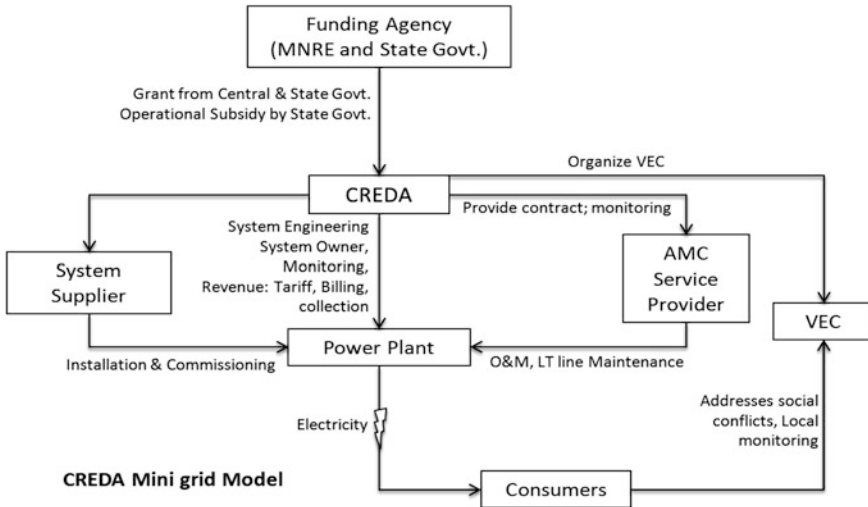 Funding Agency
(MNRE and State Govt.)
Grant from Central & State Govt.
Operational Subsidy by State Govt.
Organize VEC
CREDA
Provide contract; monitoring
System Engineering
System Owner,
Monitoring,
Revenue: Tariff, Billing,
collection
System
Supplier
AMC
Service
Provider
VEC
Power Plant
Installation & Commissioning
O&M, LT line Maintenance
Electricity
Addresses social
conflicts, Local
monitoring
CREDA Mini grid Model
Consumers